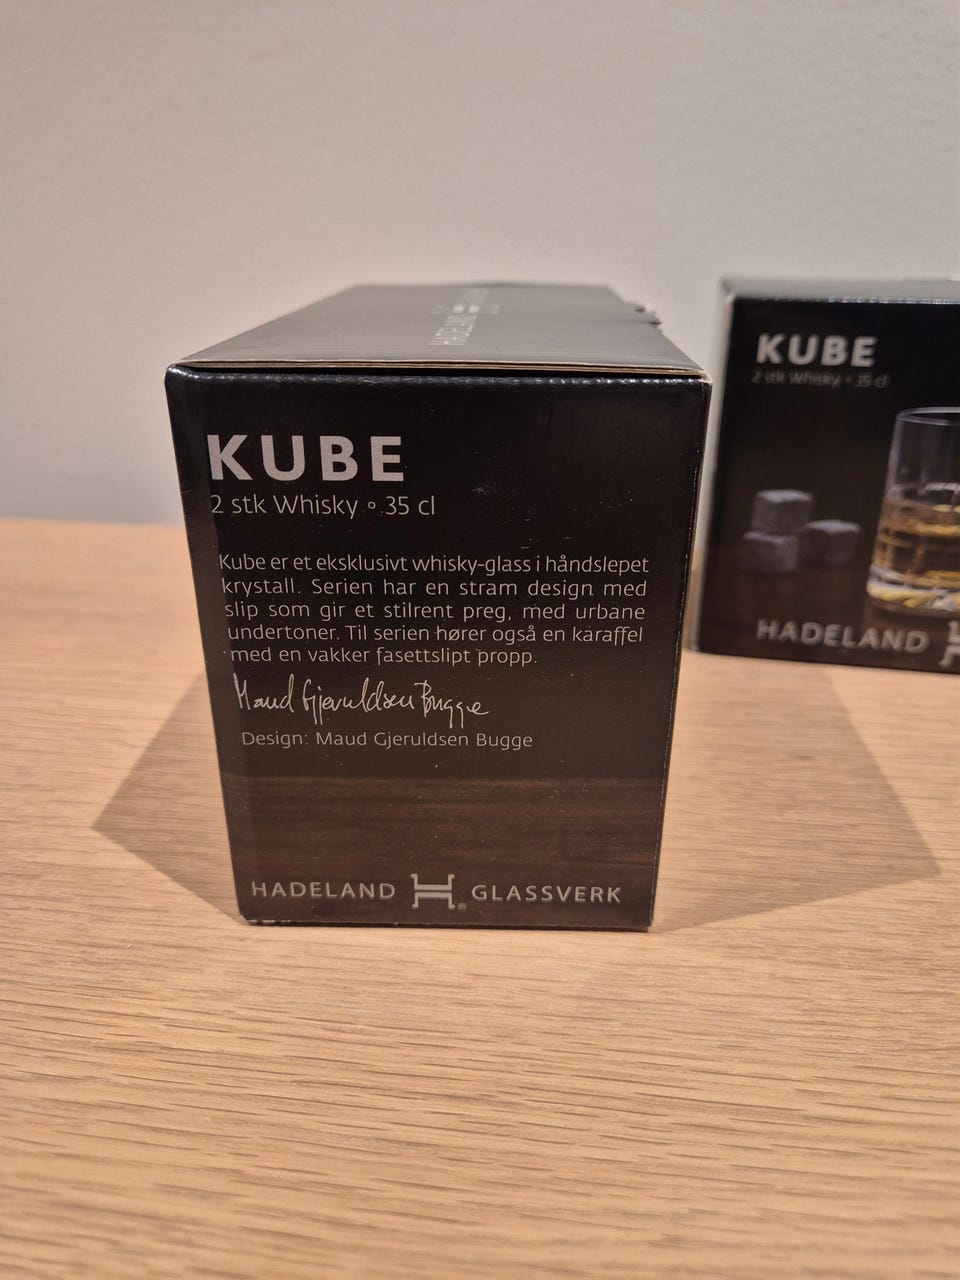 HADELAND
KUBE
2 stk Whisky ∘ 35 cl
Kube er et eksklusivt whisky-glass i håndslepet
krystall. Serien har en stram design med
slip som gir et stilrent preg, med urbane
undertoner. Til serien hører også en karaffel
med en vakker fasettslipt propp.
Maud Gjeruldsen Bugge
Design: Maud Gjeruldsen Bugge
HADELAND H® GLASSVERK
KUBE
2 stk Whisky ∘ 35 cl
HADELAND